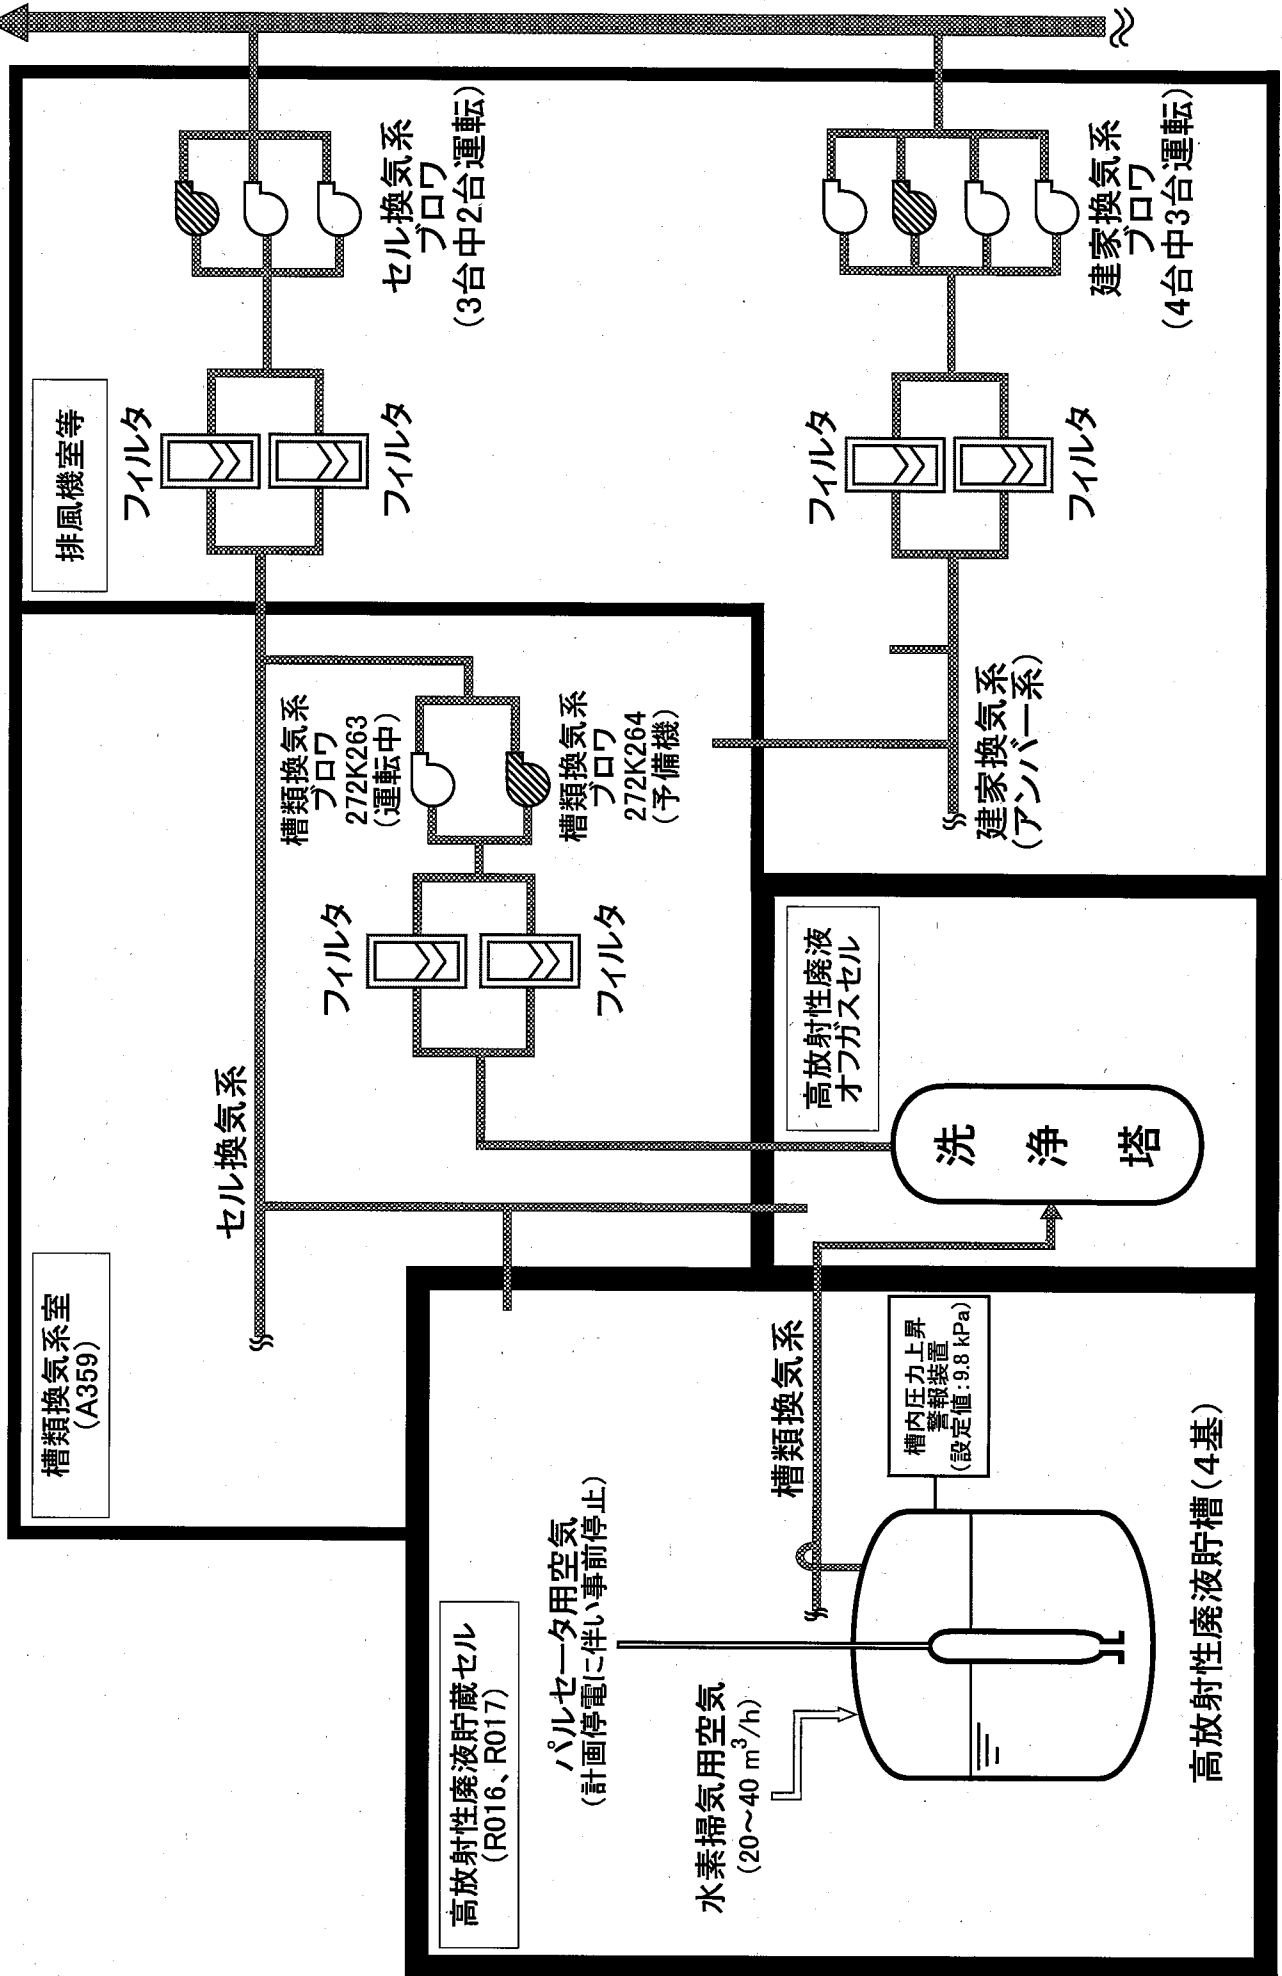 高放射性廃液貯蔵セル
(R016、R017)
パルセータ用空気
(計画停電に伴い事前停止)
水素掃気用空気
(20～40 m³/h)
高放射性廃液貯槽(4基)
槽内圧力上昇
警報装置
(設定値:9.8 kPa)
槽類換気系
槽類換気系室
(A359)
セル換気系
高放射性廃液
オフガスセル
洗
浄
塔
フィルタ
フィルタ
槽類換気系
ブロワ
272K263
(運転中)
槽類換気系
ブロワ
272K264
(予備機)
建家換気系
(アンバー系)
排風機室等
フィルタ
フィルタ
フィルタ
フィルタ
セル換気系
ブロワ
(3台中2台運転)
建家換気系
ブロワ
(4台中3台運転)